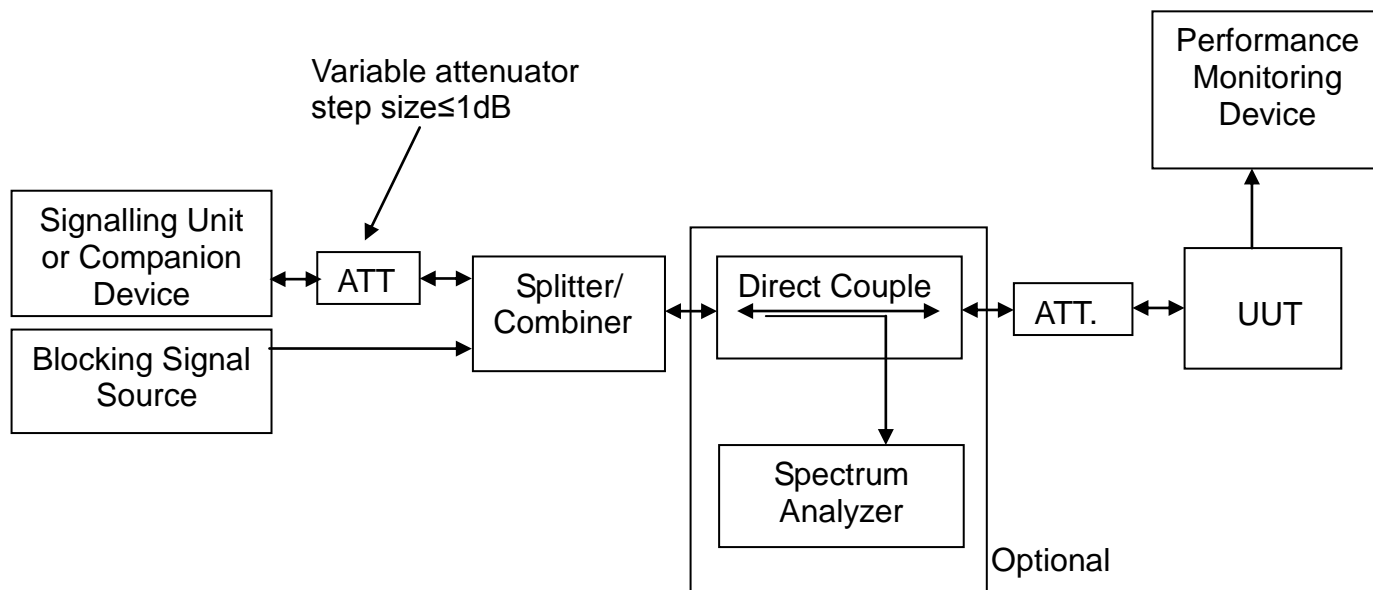 Variable attenuator
step size≤1dB
Performance
Monitoring
Device
Signalling Unit
or Companion
Device
ATT
Splitter/
Combiner
Direct Couple
ATT.
UUT
Blocking Signal
Source
Spectrum
Analyzer
Optional